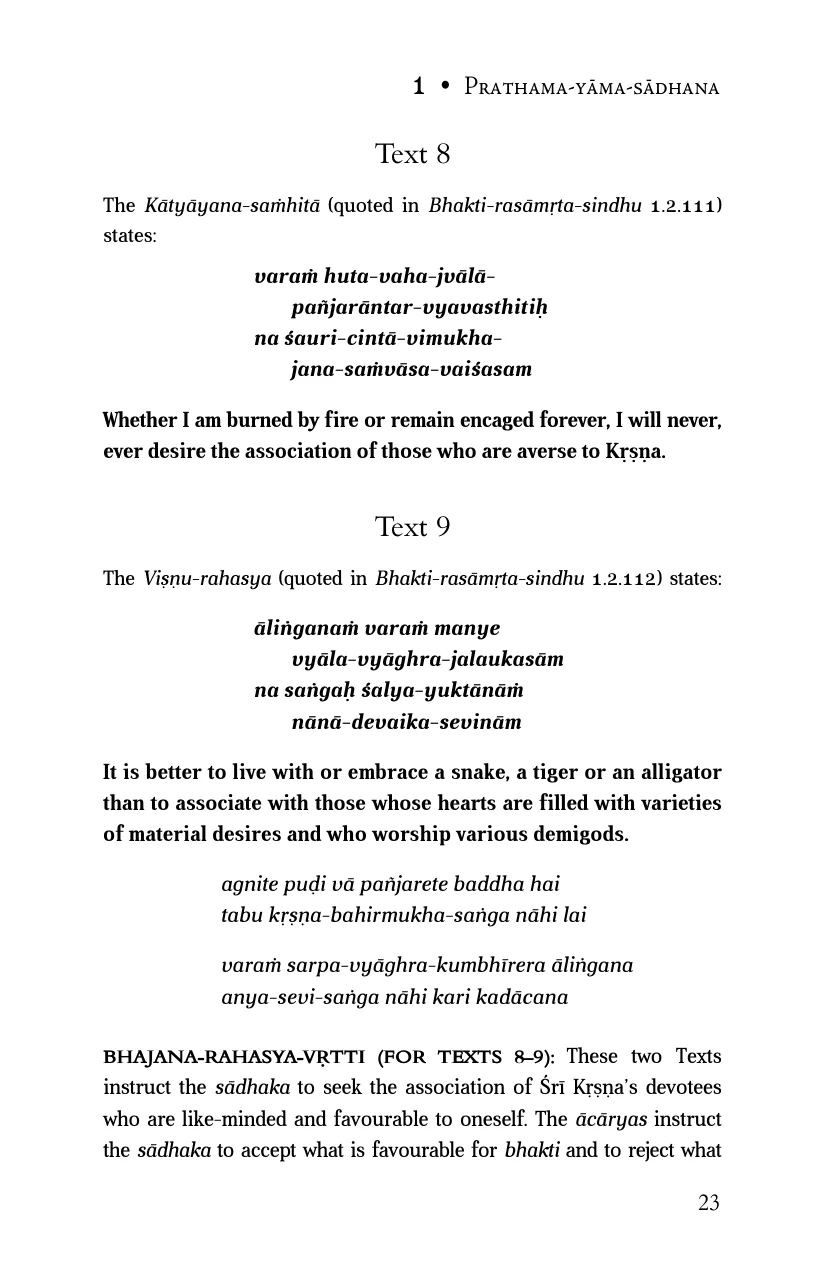 1 • Prathama-yāma-sādhana
Text 8
The Kātyāyana-saṁhitā (quoted in Bhakti-rasāmṛta-sindhu 1.2.111)
states:
varaṁ huta-vaha-jvālā-
pañjarāntar-vyavasthitiḥ
na śauri-cintā-vimukha-
jana-saṁvāsa-vaiśasam
Whether I am burned by fire or remain encaged forever, I will never,
ever desire the association of those who are averse to Kṛṣṇa.
Text 9
The Viṣṇu-rahasya (quoted in Bhakti-rasāmṛta-sindhu 1.2.112) states:
āliṅganaṁ varaṁ manye
vyāla-vyāghra-jalaukasām
na saṅgaḥ śalya-yuktānāṁ
nānā-devaika-sevinām
It is better to live with or embrace a snake, a tiger or an alligator
than to associate with those whose hearts are filled with varieties
of material desires and who worship various demigods.
agnite puḍi vā pañjarete baddha hai
tabu kṛṣṇa-bahirmukha-saṅga nāhi lai
varaṁ sarpa-vyāghra-kumbhīrera āliṅgana
anya-sevi-saṅga nāhi kari kadācana
BHAJANA-RAHASYA-VṚTTI (FOR TEXTS 8–9): These two Texts
instruct the sādhaka to seek the association of Śrī Kṛṣṇa’s devotees
who are like-minded and favourable to oneself. The ācāryas instruct
the sādhaka to accept what is favourable for bhakti and to reject what
23